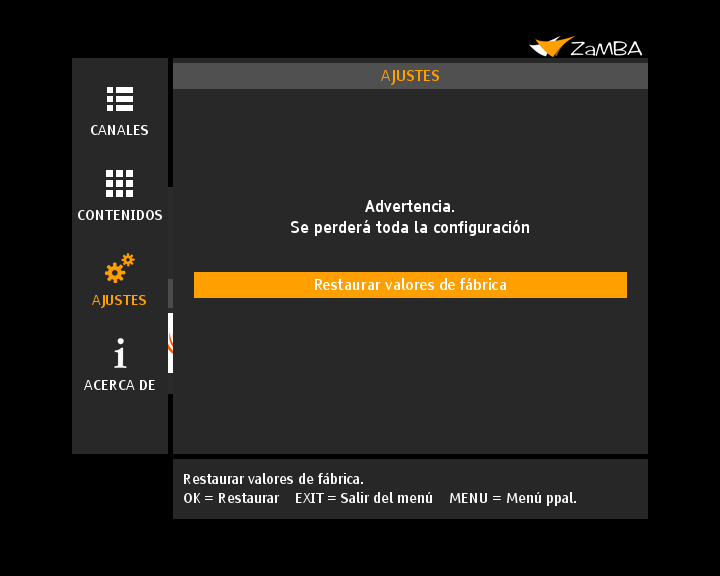 ZaMBA
AJUSTES
CANALES
CONTENIDOS
AJUSTES
ACERCA DE
Advertencia.
Se perderá toda la configuración
Restaurar valores de fábrica
Restaurar valores de fábrica.
OK = Restaurar EXIT = Salir del menú MENU = Menú ppal.